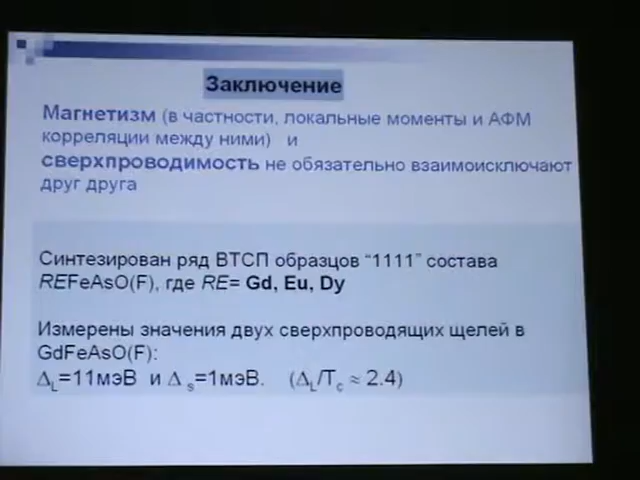 Заключение
Магнетизм (в частности, локальные моменты и АФМ
корреляции между ними) и
сверхпроводимость не обязательно взаимоисключают
друг друга
Синтезирован ряд ВТСП образцов “1111” состава
REFeAsO(F), где RE= Gd, Eu, Dy
Измерены значения двух сверхпроводящих щелей в
GdFeAsO(F):
ΔL=11мэВ и Δs=1мэВ. (ΔL/Tc ≈ 2.4)